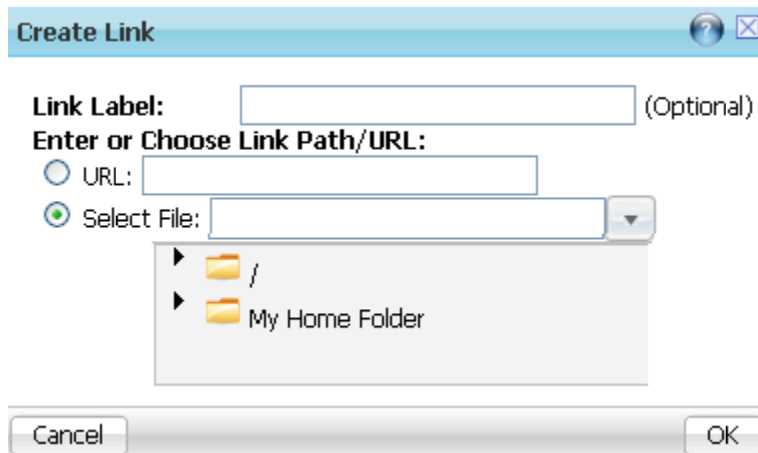 Create Link ?
Link Label: (Optional)
Enter or Choose Link Path/URL:
URL:
Select File:
/
My Home Folder
Cancel OK